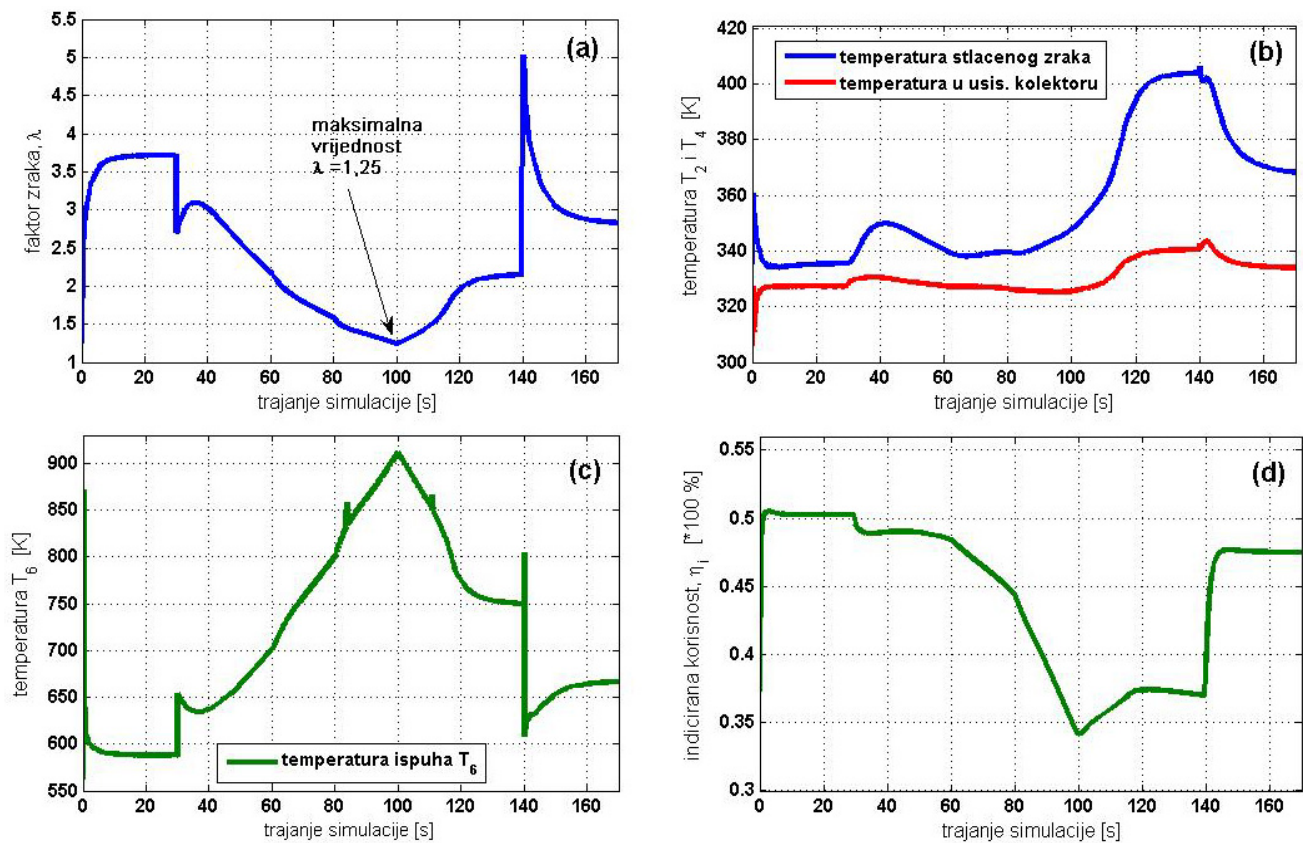 5.5
5
4.5
4
3.5
3
2.5
2
1.5
1
faktor zraka, λ
(a)
maksimalna
vrijednost
λ =1,25
0 20 40 60 80 100 120 140 160
trajanje simulacije [s]
420
400
380
360
340
320
300
temperatura T2 i T4 [K]
temperatura stlacenog zraka
temperatura u usis. kolektoru
(b)
0 20 40 60 80 100 120 140 160
trajanje simulacije [s]
900
850
800
750
700
650
600
550
temperatura T6 [K]
(c)
temperatura ispuha T6
0 20 40 60 80 100 120 140 160
trajanje simulacije [s]
0.55
0.5
0.45
0.4
0.35
0.3
indicirana korisnost, ηi [*100 %]
(d)
0 20 40 60 80 100 120 140 160
trajanje simulacije [s]